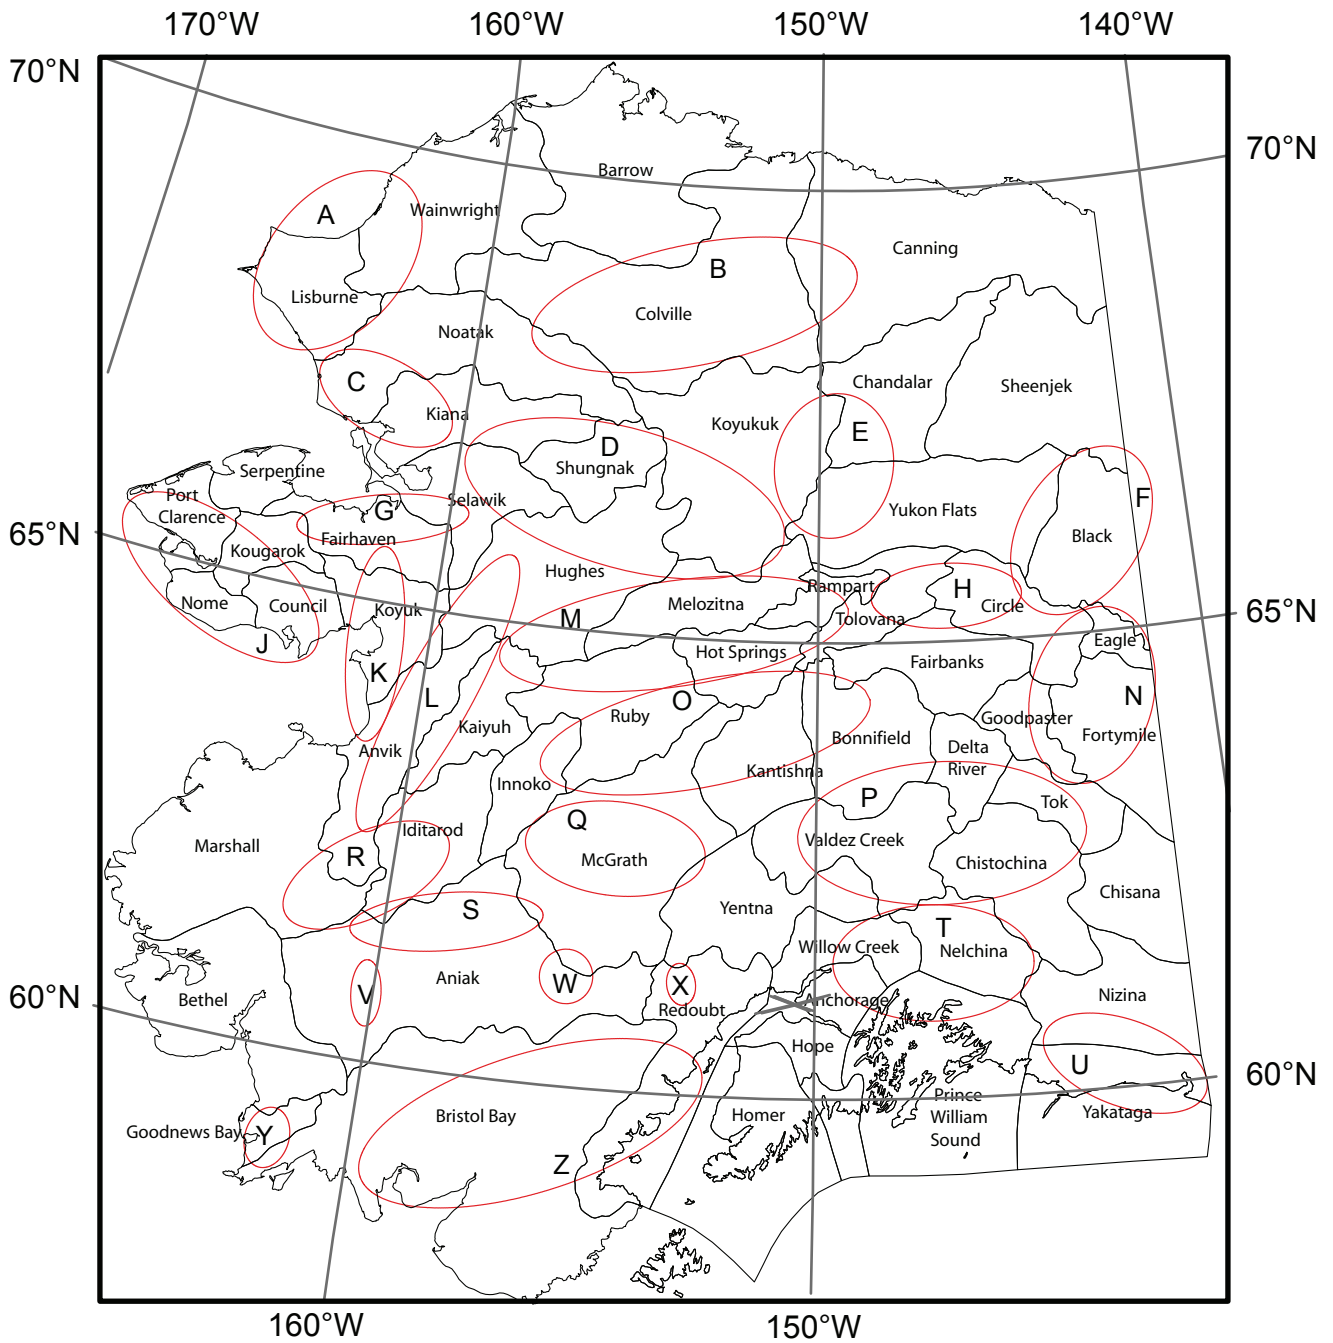 170°W
160°W
150°W
140°W
70°N
70°N
Barrow
A
Wainwright
Canning
B
Lisburne
Colville
Noatak
C
Chandalar
Sheenjek
Kiana
Koyukuk
E
D
Shungnak
Serpentine
Port
Clarence
Selawik
F
G
Yukon Flats
65°N
Fairhaven
Black
Kougarok
Hughes
Rampart
H
Nome
Council
Koyuk
Melozitna
Circle
65°N
M
Tolovana
J
Hot Springs
Eagle
Fairbanks
K
L
O
N
Ruby
Goodpaster
Kaiyuh
Fortymile
Anvik
Bonnifield
Delta
River
Innoko
Kantishna
P
Tok
Q
Iditarod
Marshall
R
McGrath
Valdez Creek
Chistochina
Chisana
S
Yentna
T
Willow Creek
Nelchina
Aniak
W
X
V
60°N
Bethel
Redoubt
Anchorage
Nizina
Hope
U
60°N
Bristol Bay
Homer
Prince
William
Sound
Yakataga
Goodnews Bay
Y
Z
160°W
150°W